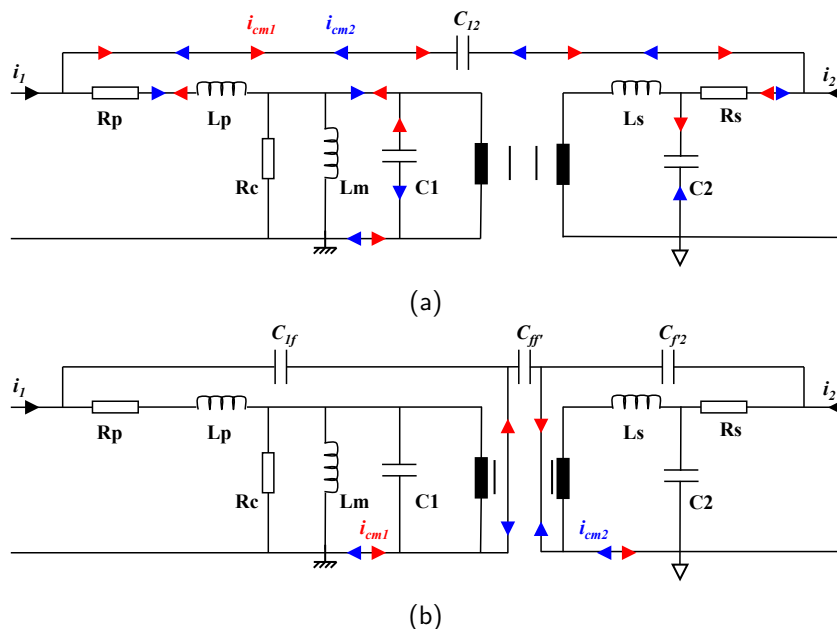 i_cm1 i_cm2 C_12
i_1 i_2
Rp Lp Ls Rs
Rc Lm C1 C2
(a)
C_1f C_ff' C_f'2
i_1 i_2
Rp Lp Ls Rs
Rc Lm C1 C2
i_cm1 i_cm2
(b)